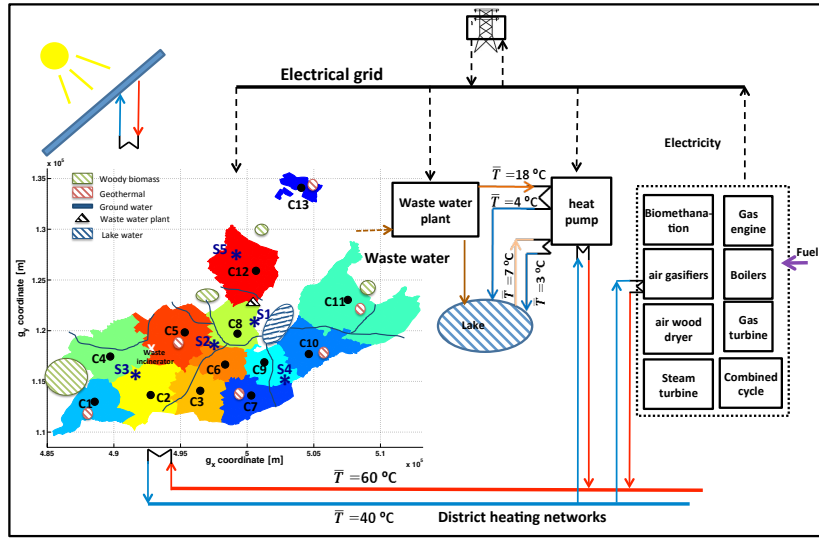 Electrical grid
Electricity
x 10⁵
1.35
1.3
1.25
1.2
1.15
1.1
g_y coordinate [m]
4.85
4.9
4.95
5
5.05
5.1
x 10⁵
g_x coordinate [m]
Woody biomass
Geothermal
Ground water
Waste water plant
Lake water
C13
S5
C12
C11
S1
C5
C8
S2
Waste
incinerator
C4
S3
C6
C9
C10
S4
C1
C2
C3
C7
Waste water
plant
Waste water
T̅ =18 ºC
T̅ =4 ºC
T̅ =7 ºC
T̅ =3 ºC
heat
pump
Lake
Biomethana-
tion
Gas
engine
air gasifiers
Boilers
Fuel
air wood
dryer
Gas
turbine
Steam
turbine
Combined
cycle
T̅ =60 ºC
T̅ =40 ºC
District heating networks